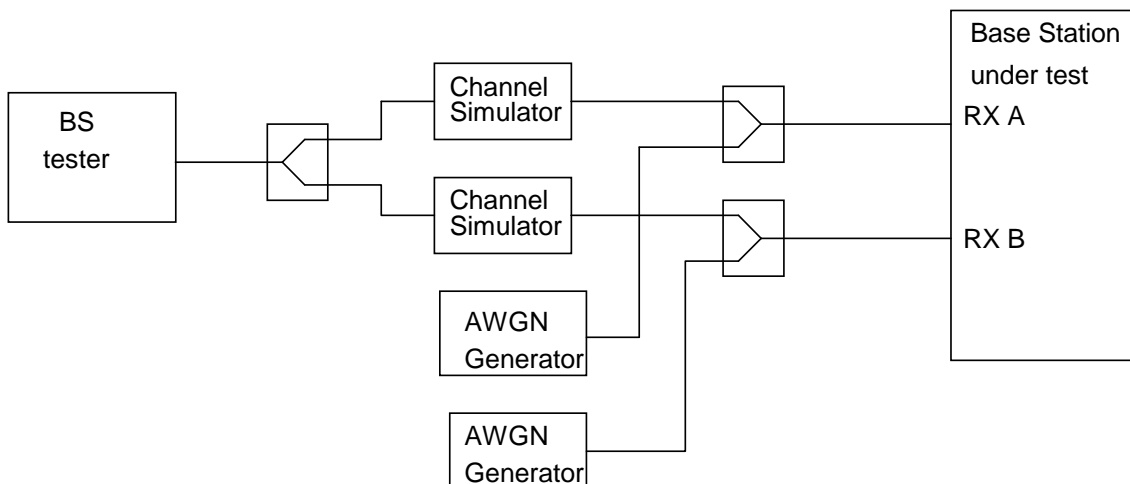 BS
tester
Channel
Simulator
Channel
Simulator
AWGN
Generator
AWGN
Generator
Base Station
under test
RX A
RX B